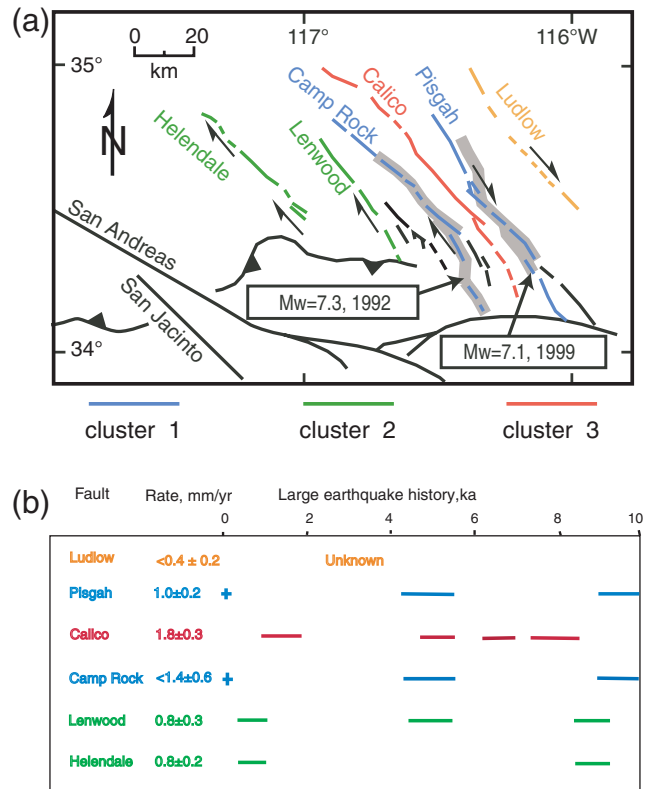 (a)
0 20
km
117°
116°W
35°
N
Camp Rock
Calico
Pisgah
Ludlow
Helendale
Lenwood
San Andreas
San Jacinto
Mw=7.3, 1992
34°
Mw=7.1, 1999
cluster 1 cluster 2 cluster 3
(b)
Fault Rate, mm/yr Large earthquake history,ka
0 2 4 6 8 10
Ludlow <0.4 ± 0.2 Unknown
Pisgah 1.0±0.2 +
Calico 1.8±0.3
Camp Rock <1.4±0.6 +
Lenwood 0.8±0.3
Helendale 0.8±0.2